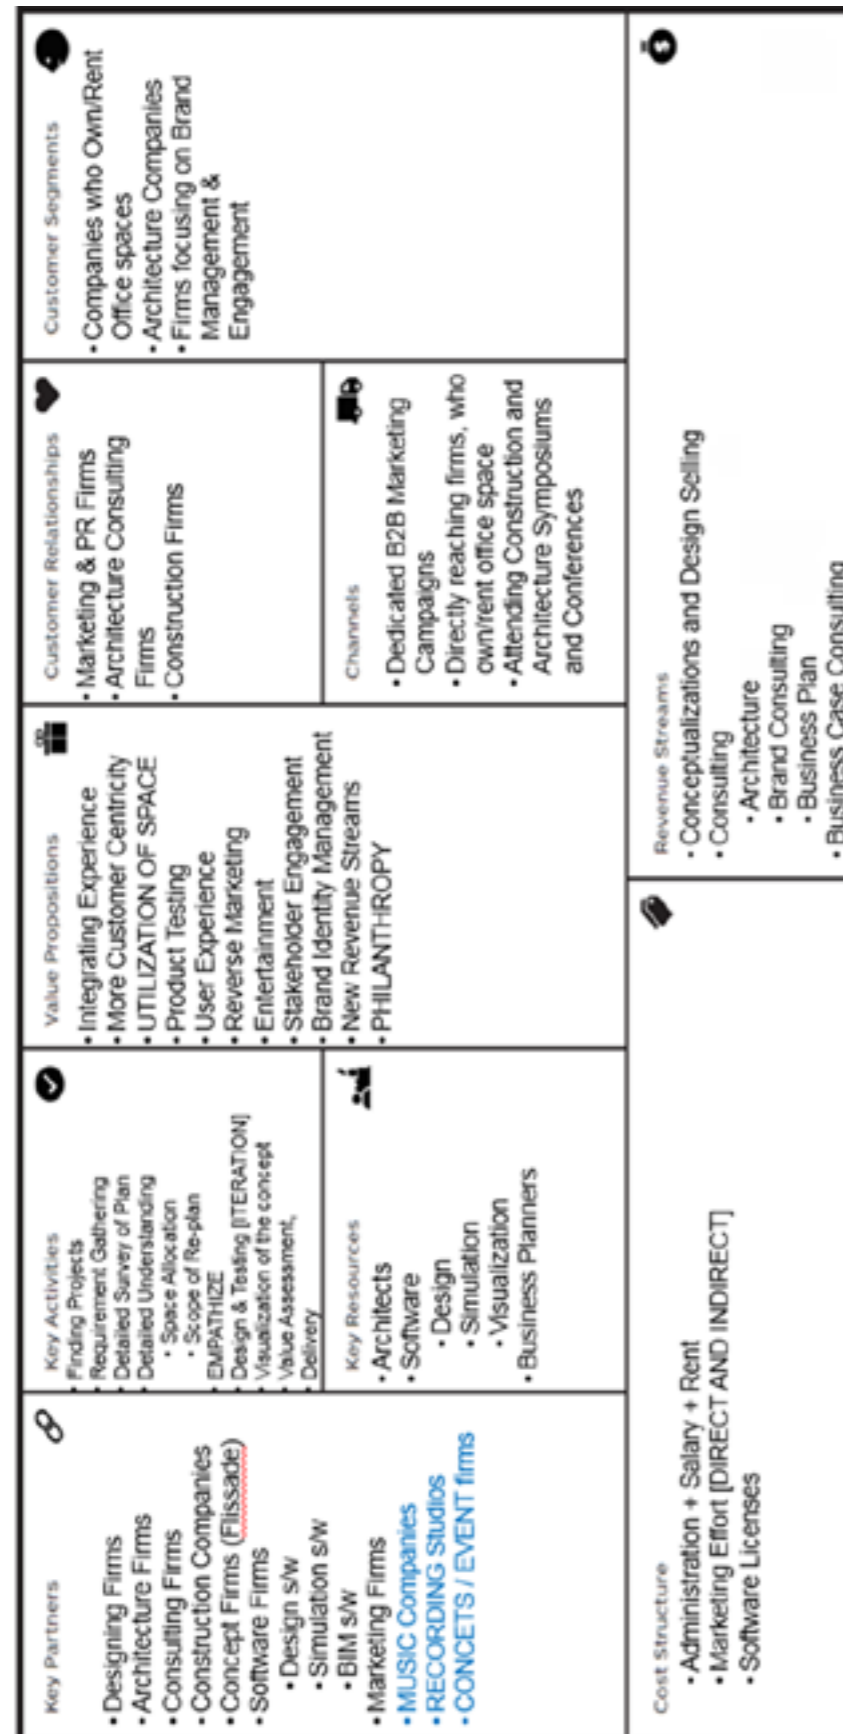 Key Partners
• Designing Firms
• Architecture Firms
• Consulting Firms
• Construction Companies
• Concept Firms (Flissade)
• Software Firms
• Design s/w
• Simulation s/w
• BIM s/w
• Marketing Firms
• MUSIC Companies
• RECORDING Studios
• CONCETS / EVENT firms
Key Activities
• Finding Projects
• Requirement Gathering
• Detailed Survey of Plan
• Detailed Understanding
• Space Allocation
• Scope of Re-plan
• EMPATHIZE
• Design & Testing [ITERATION]
• Visualization of the concept
• Value Assessment,
• Delivery
Key Resources
• Architects
• Software
• Design
• Simulation
• Visualization
• Business Planners
Value Propositions
• Integrating Experience
• More Customer Centricity
• UTILIZATION OF SPACE
• Product Testing
• User Experience
• Reverse Marketing
• Entertainment
• Stakeholder Engagement
• Brand Identity Management
• New Revenue Streams
• PHILANTHROPY
Customer Relationships
• Marketing & PR Firms
• Architecture Consulting
Firms
• Construction Firms
Channels
• Dedicated B2B Marketing
Campaigns
• Directly reaching firms, who
own/rent office space
• Attending Construction and
Architecture Symposiums
and Conferences
Customer Segments
• Companies who Own/Rent
Office spaces
• Architecture Companies
• Firms focusing on Brand
Management &
Engagement
Cost Structure
• Administration + Salary + Rent
• Marketing Effort [DIRECT AND INDIRECT]
• Software Licenses
Revenue Streams
• Conceptualizations and Design Selling
• Consulting
• Architecture
• Brand Consulting
• Business Plan
• Business Case Consulting